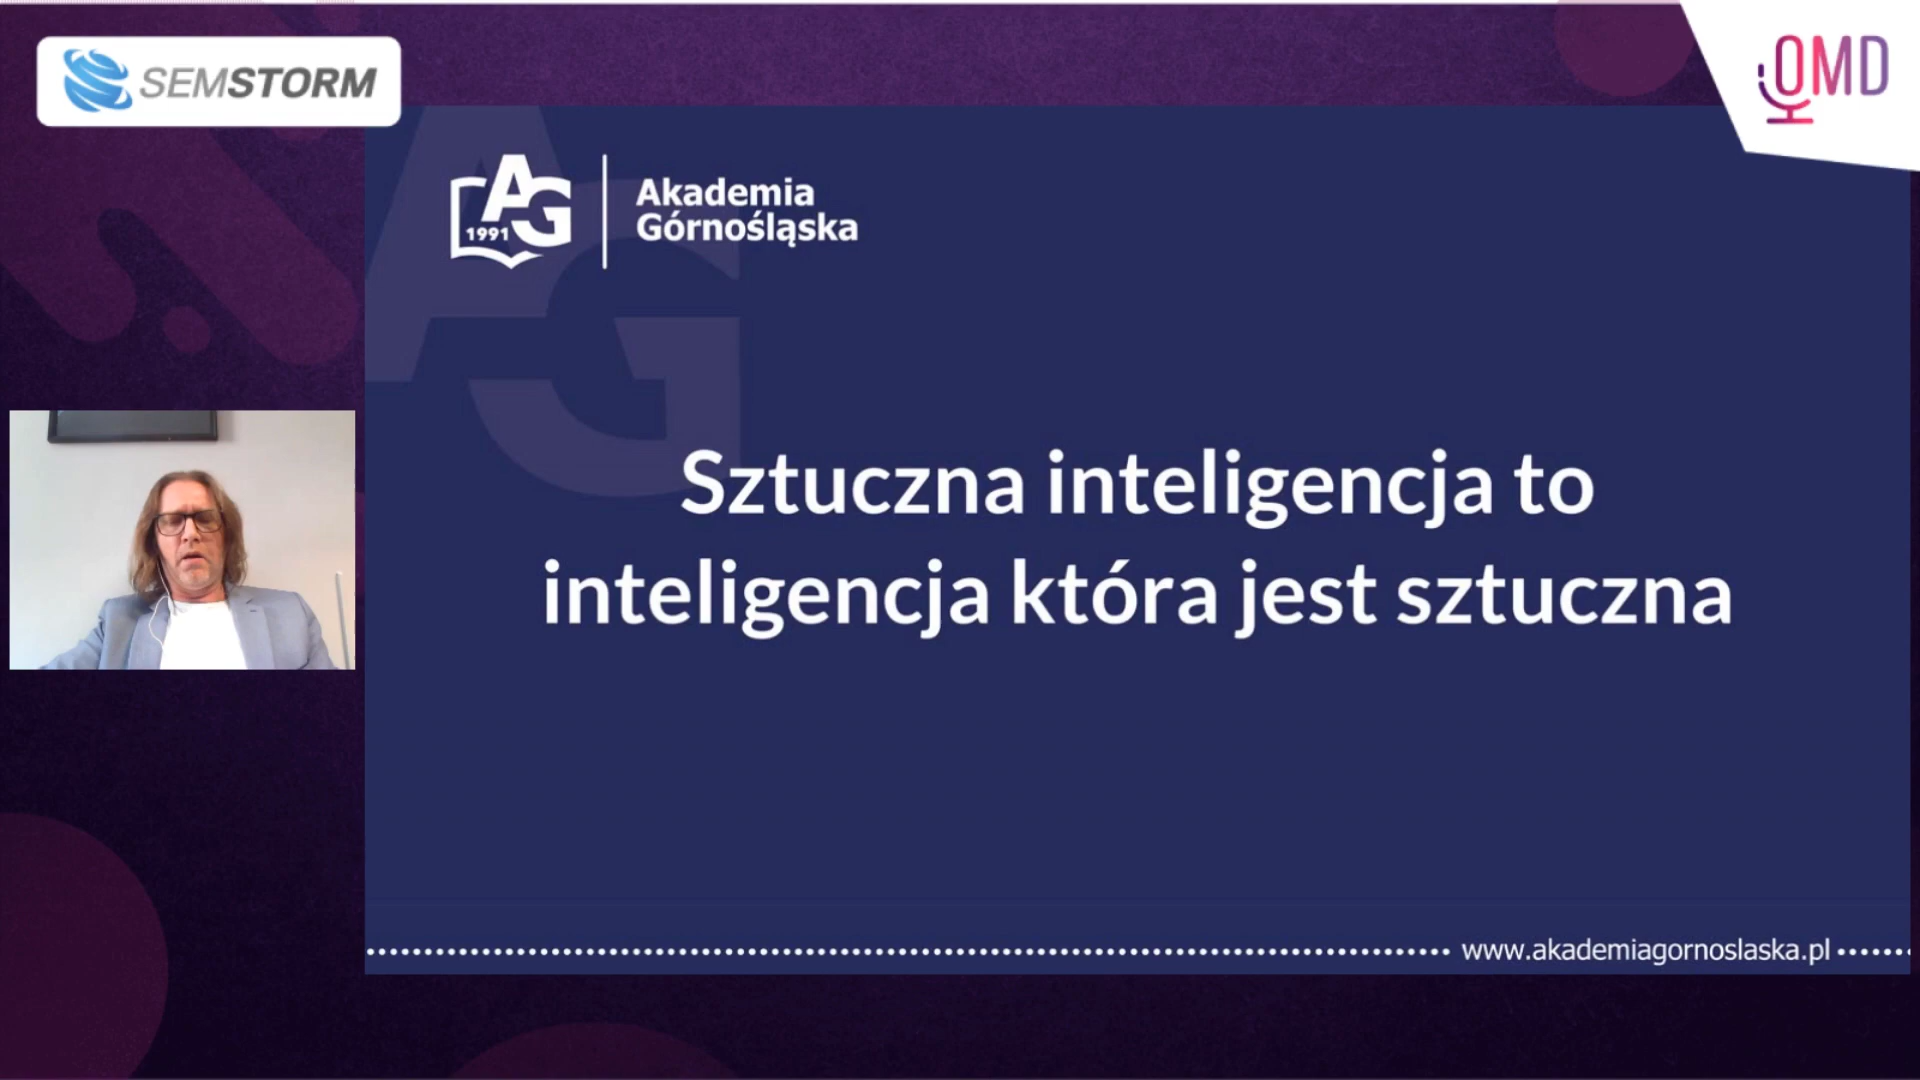 SEMSTORM
OMD
AG
1991
Akademia
Górnośląska
Sztuczna inteligencja to
inteligencja która jest sztuczna
www.akademiagornoslaska.pl